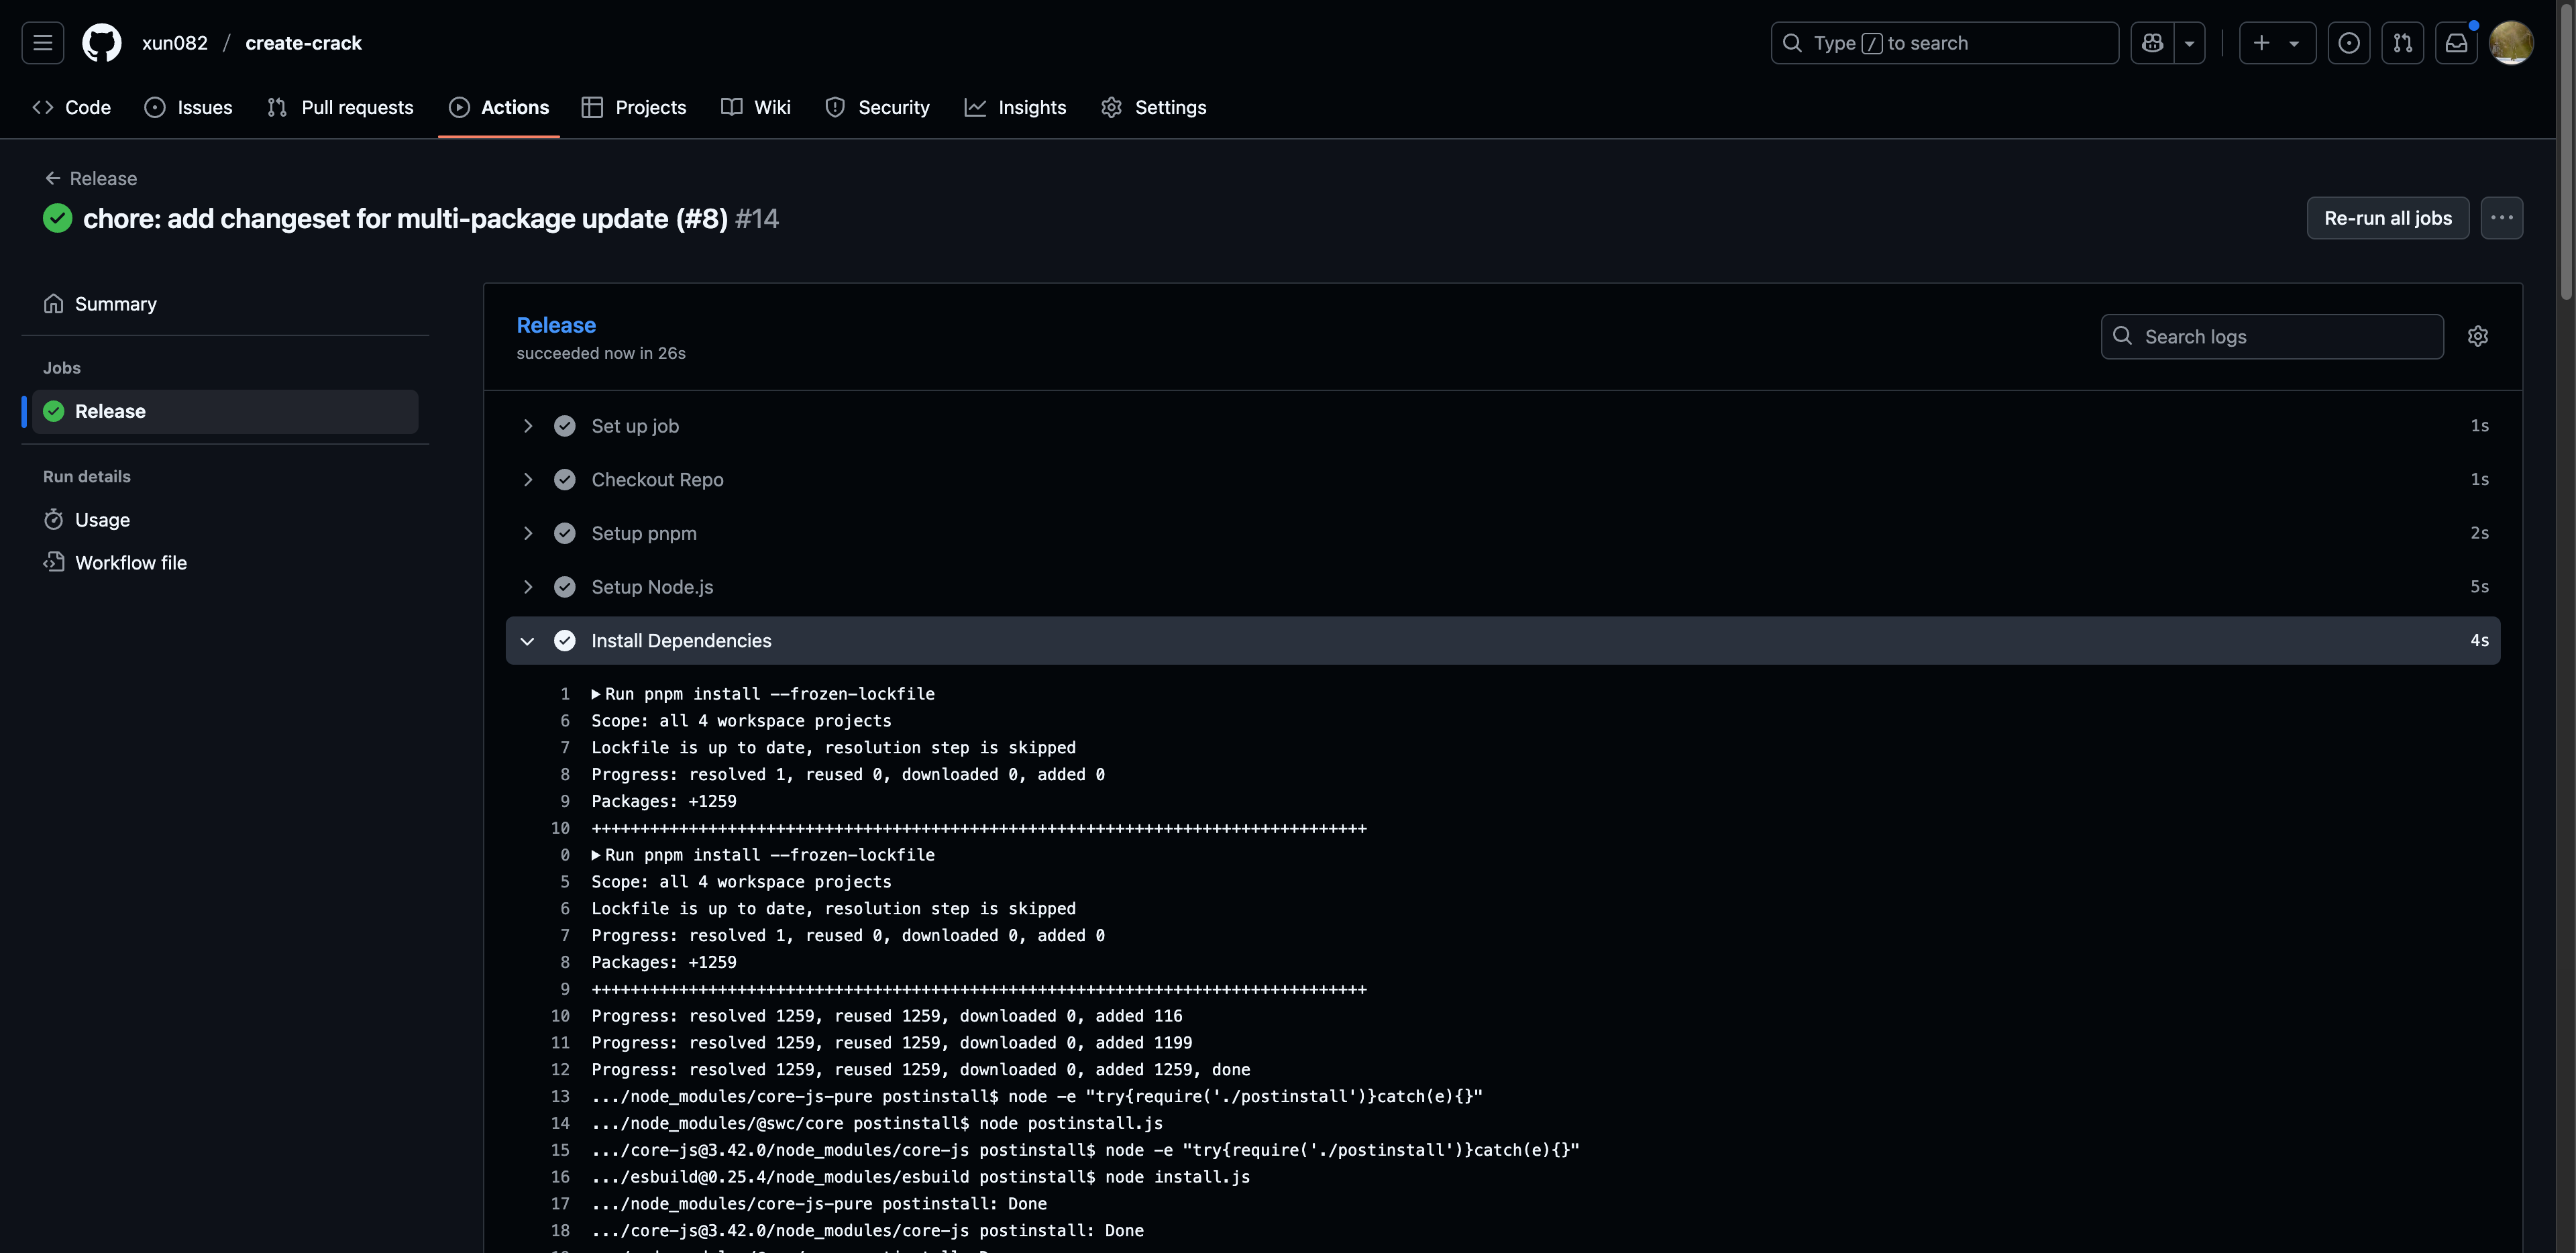 xun082 / create-crack
Type / to search
Code
Issues
Pull requests
Actions
Projects
Wiki
Security
Insights
Settings
Release
chore: add changeset for multi-package update (#8) #14
Re-run all jobs
Summary
Jobs
Release
Run details
Usage
Workflow file
Release
succeeded now in 26s
Search logs
Set up job 1s
Checkout Repo 1s
Setup pnpm 2s
Setup Node.js 5s
Install Dependencies 4s
1 Run pnpm install --frozen-lockfile
6 Scope: all 4 workspace projects
7 Lockfile is up to date, resolution step is skipped
8 Progress: resolved 1, reused 0, downloaded 0, added 0
9 Packages: +1259
10 ++++++++++++++++++++++++++++++++++++++++++++++++++++++++++++++++++++++++++++++++
0 Run pnpm install --frozen-lockfile
5 Scope: all 4 workspace projects
6 Lockfile is up to date, resolution step is skipped
7 Progress: resolved 1, reused 0, downloaded 0, added 0
8 Packages: +1259
9 ++++++++++++++++++++++++++++++++++++++++++++++++++++++++++++++++++++++++++++++++
10 Progress: resolved 1259, reused 1259, downloaded 0, added 116
11 Progress: resolved 1259, reused 1259, downloaded 0, added 1199
12 Progress: resolved 1259, reused 1259, downloaded 0, added 1259, done
13 .../node_modules/core-js-pure postinstall$ node -e "try{require('./postinstall')}catch(e){}"
14 .../node_modules/@swc/core postinstall$ node postinstall.js
15 .../core-js@3.42.0/node_modules/core-js postinstall$ node -e "try{require('./postinstall')}catch(e){}"
16 .../esbuild@0.25.4/node_modules/esbuild postinstall$ node install.js
17 .../node_modules/core-js-pure postinstall: Done
18 .../core-js@3.42.0/node_modules/core-js postinstall: Done